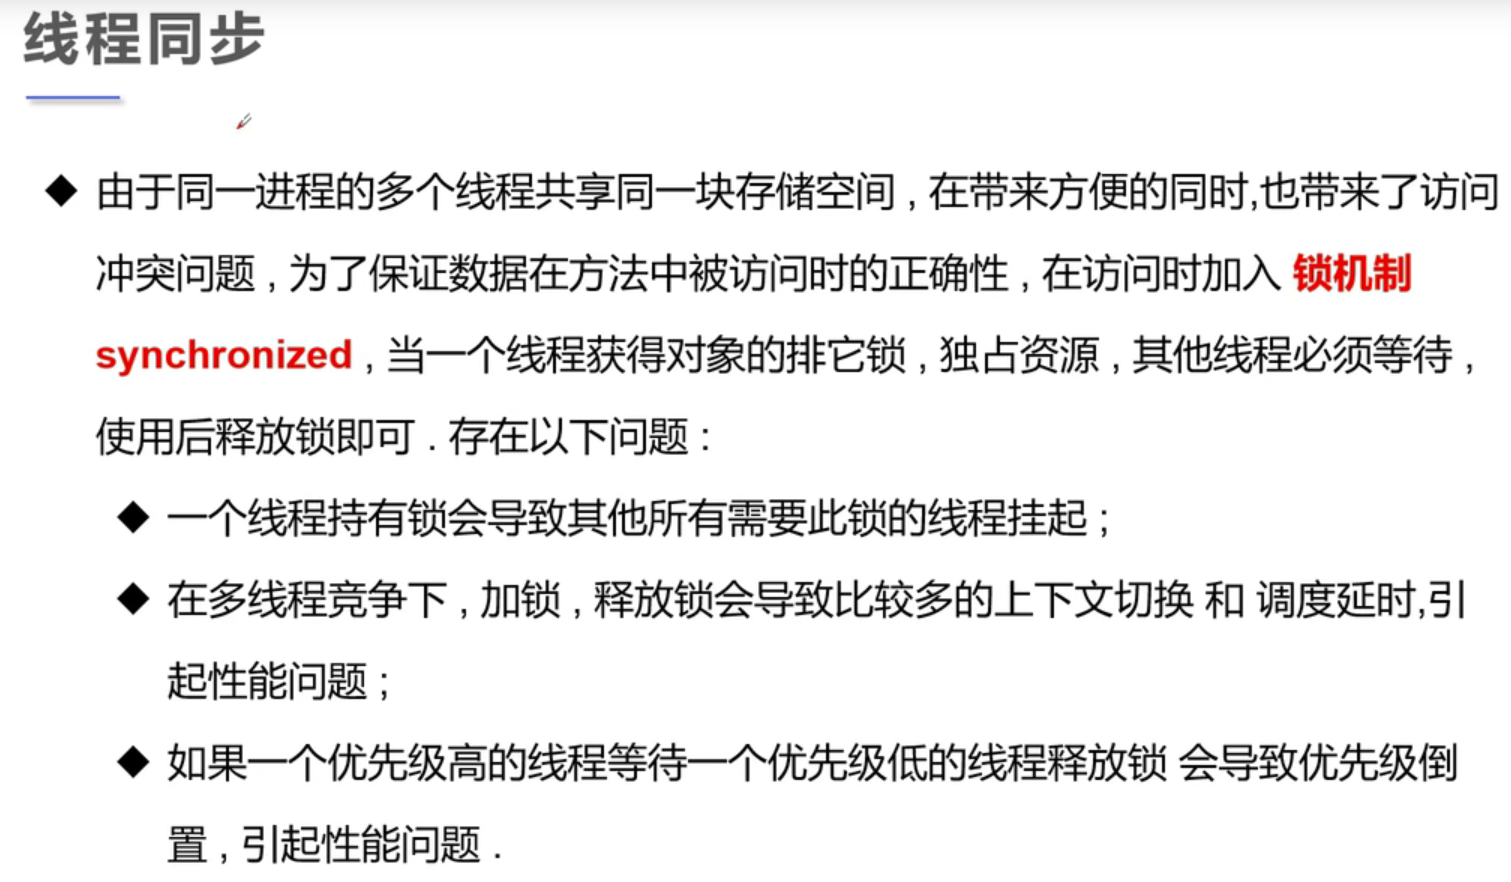 线程同步
由于同一进程的多个线程共享同一块存储空间 , 在带来方便的同时,也带来了访问
冲突问题 , 为了保证数据在方法中被访问时的正确性 , 在访问时加入 锁机制
synchronized , 当一个线程获得对象的排它锁 , 独占资源 , 其他线程必须等待 ,
使用后释放锁即可 . 存在以下问题 :
一个线程持有锁会导致其他所有需要此锁的线程挂起 ;
在多线程竞争下 , 加锁 , 释放锁会导致比较多的上下文切换 和 调度延时,引
起性能问题 ;
如果一个优先级高的线程等待一个优先级低的线程释放锁 会导致优先级倒
置 , 引起性能问题 .